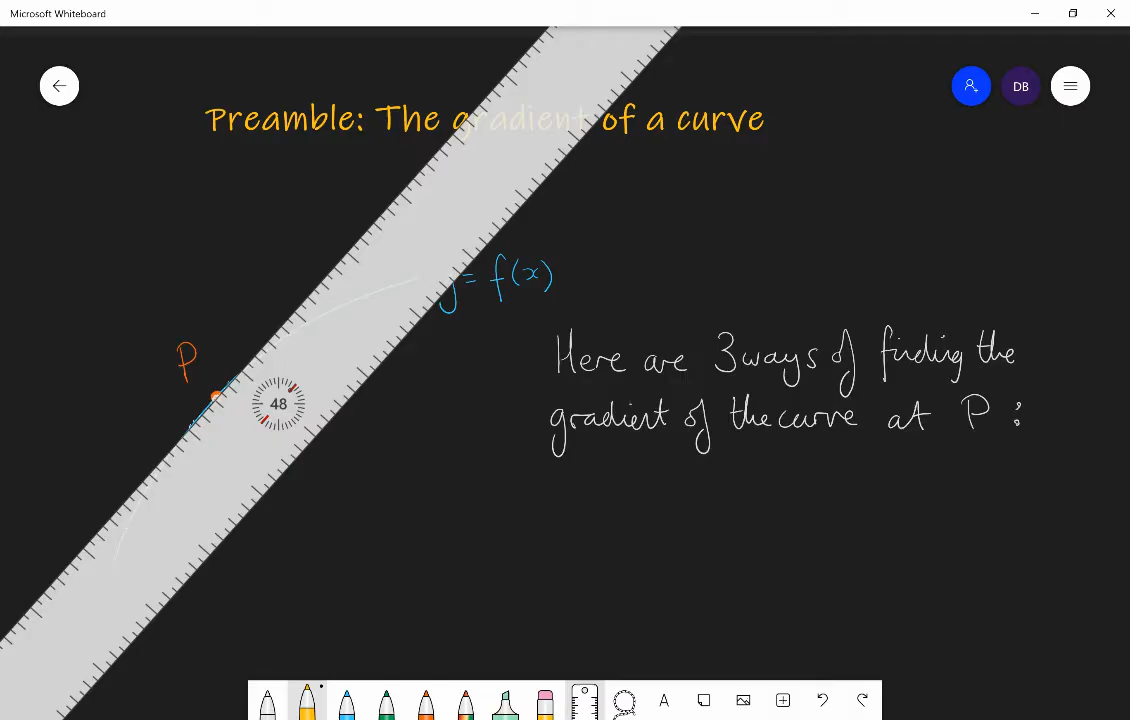 Microsoft Whiteboard
DB
Preamble: The gradient of a curve
y = f(x)
P
48
Here are 3 ways of finding the
gradient of the curve at P :
A